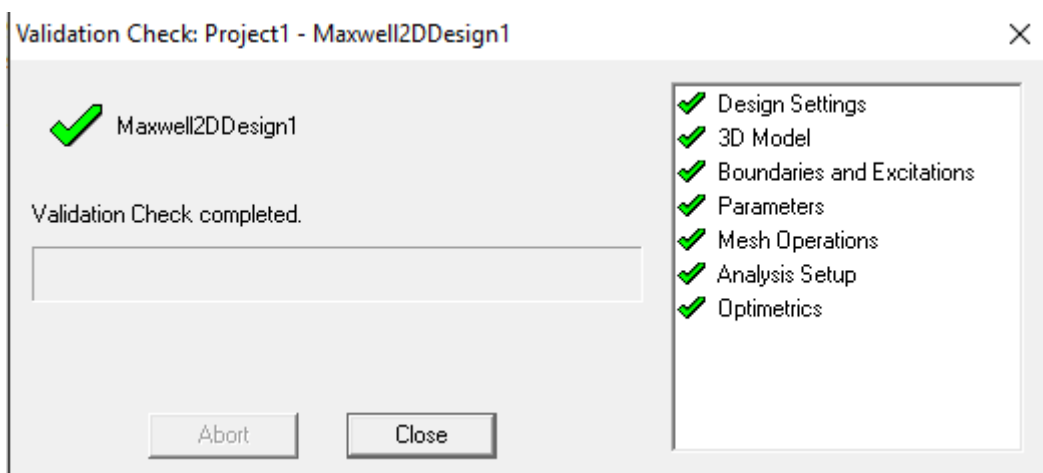 Validation Check: Project1 - Maxwell2DDesign1
Maxwell2DDesign1
Validation Check completed.
Abort
Close
Design Settings
3D Model
Boundaries and Excitations
Parameters
Mesh Operations
Analysis Setup
Optimetrics